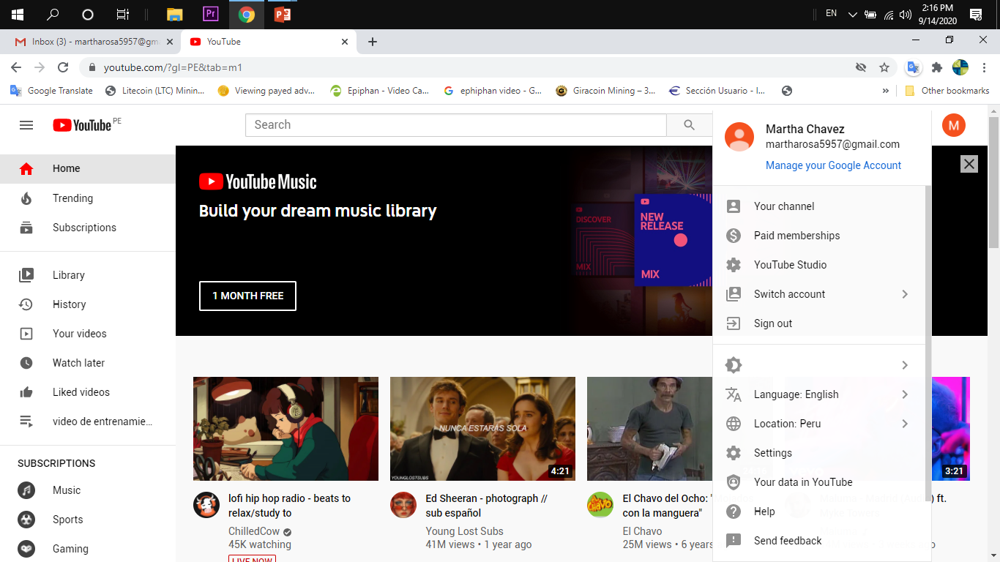 EN
2:16 PM
9/14/2020
Inbox (3) - martharosa5957@gm
YouTube
youtube.com/?gl=PE&tab=m1
Google Translate
Litecoin (LTC) Minin...
Viewing payed adv...
Epiphan - Video Ca...
ephiphan video - G...
Giracoin Mining – 3...
Sección Usuario - I...
»
Other bookmarks
YouTube PE
Search
M
Martha Chavez
martharosa5957@gmail.com
Manage your Google Account
Home
Trending
Subscriptions
Library
History
Your videos
Watch later
Liked videos
video de entrenamie...
SUBSCRIPTIONS
Music
Sports
Gaming
YouTube Music
Build your dream music library
1 MONTH FREE
DISCOVER
MIX
NEW
RELEASE
MIX
Your channel
Paid memberships
YouTube Studio
Switch account
Sign out
Language: English
Location: Peru
Settings
Your data in YouTube
Help
Send feedback
lofi hip hop radio - beats to
relax/study to
ChilledCow
45K watching
LIVE NOW
NUNCA ESTARAS SOLA
YOUNGLOSTSUBS
4:21
Ed Sheeran - photograph //
sub español
Young Lost Subs
41M views • 1 year ago
El Chavo del Ocho: "
con la manguera"
El Chavo
25M views • 6 years
3:21
) ft.